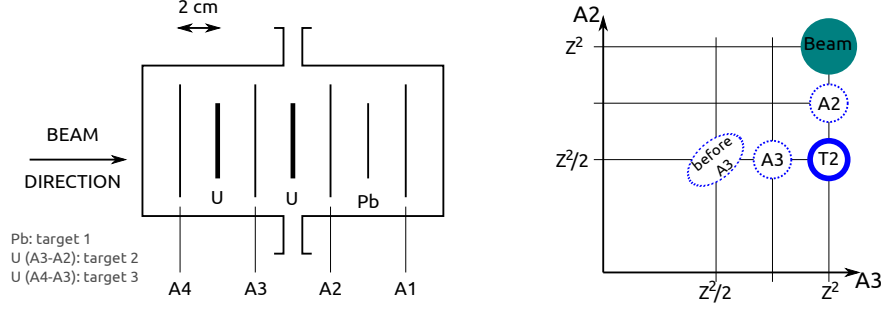 2 cm
BEAM
DIRECTION
U
U
Pb
Pb: target 1
U (A3-A2): target 2
U (A4-A3): target 3
A4
A3
A2
A1
A2
Z²
Beam
A2
Z²/2
before A3
A3
T2
Z²/2
Z²
A3